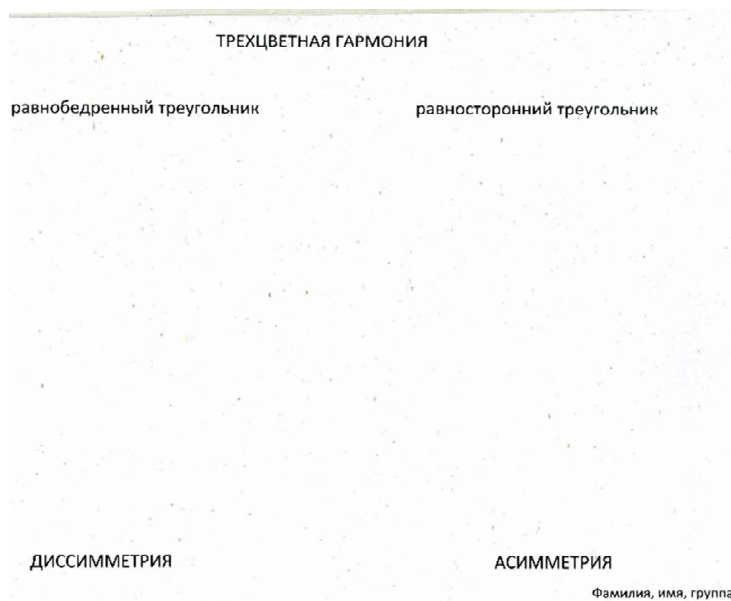 ТРЕХЦВЕТНАЯ ГАРМОНИЯ
равнобедренный треугольник равносторонний треугольник
ДИССИММЕТРИЯ АСИММЕТРИЯ
Фамилия, имя, группа